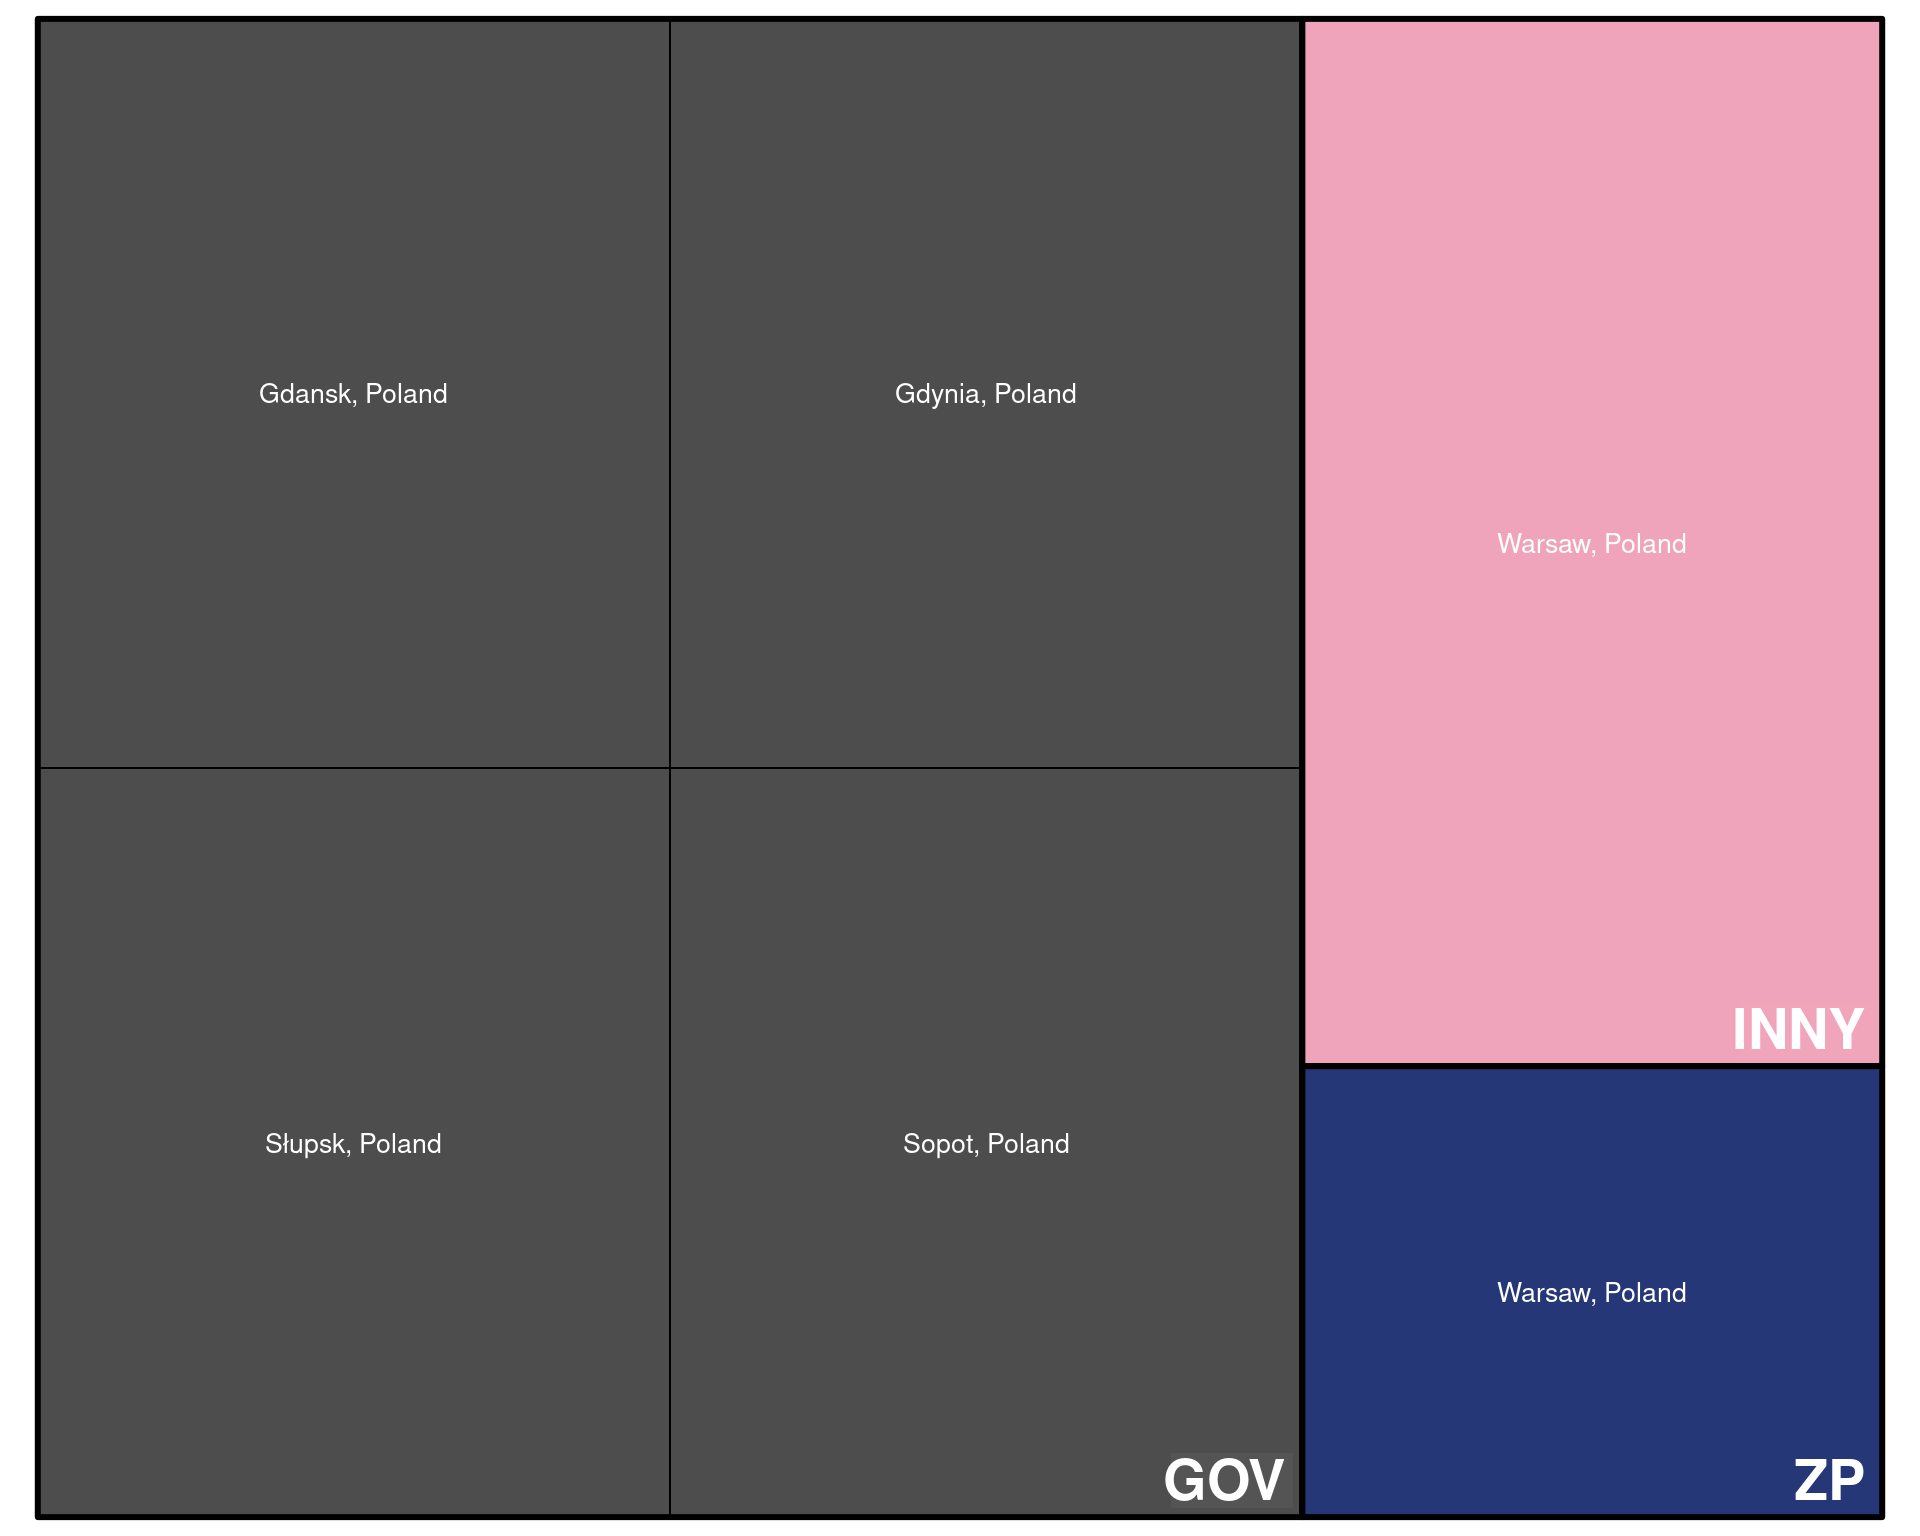 Gdansk, Poland
Gdynia, Poland
Warsaw, Poland
INNY
Słupsk, Poland
Sopot, Poland
GOV
Warsaw, Poland
ZP